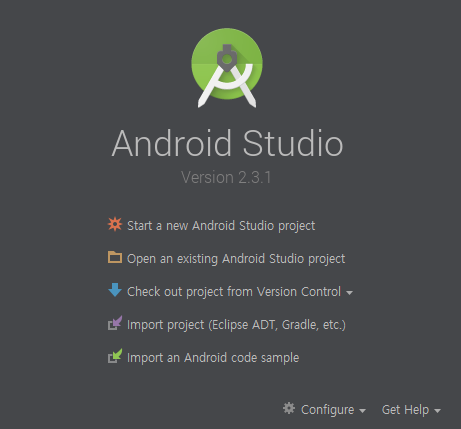 Android Studio
Version 2.3.1
Start a new Android Studio project
Open an existing Android Studio project
Check out project from Version Control
Import project (Eclipse ADT, Gradle, etc.)
Import an Android code sample
Configure Get Help